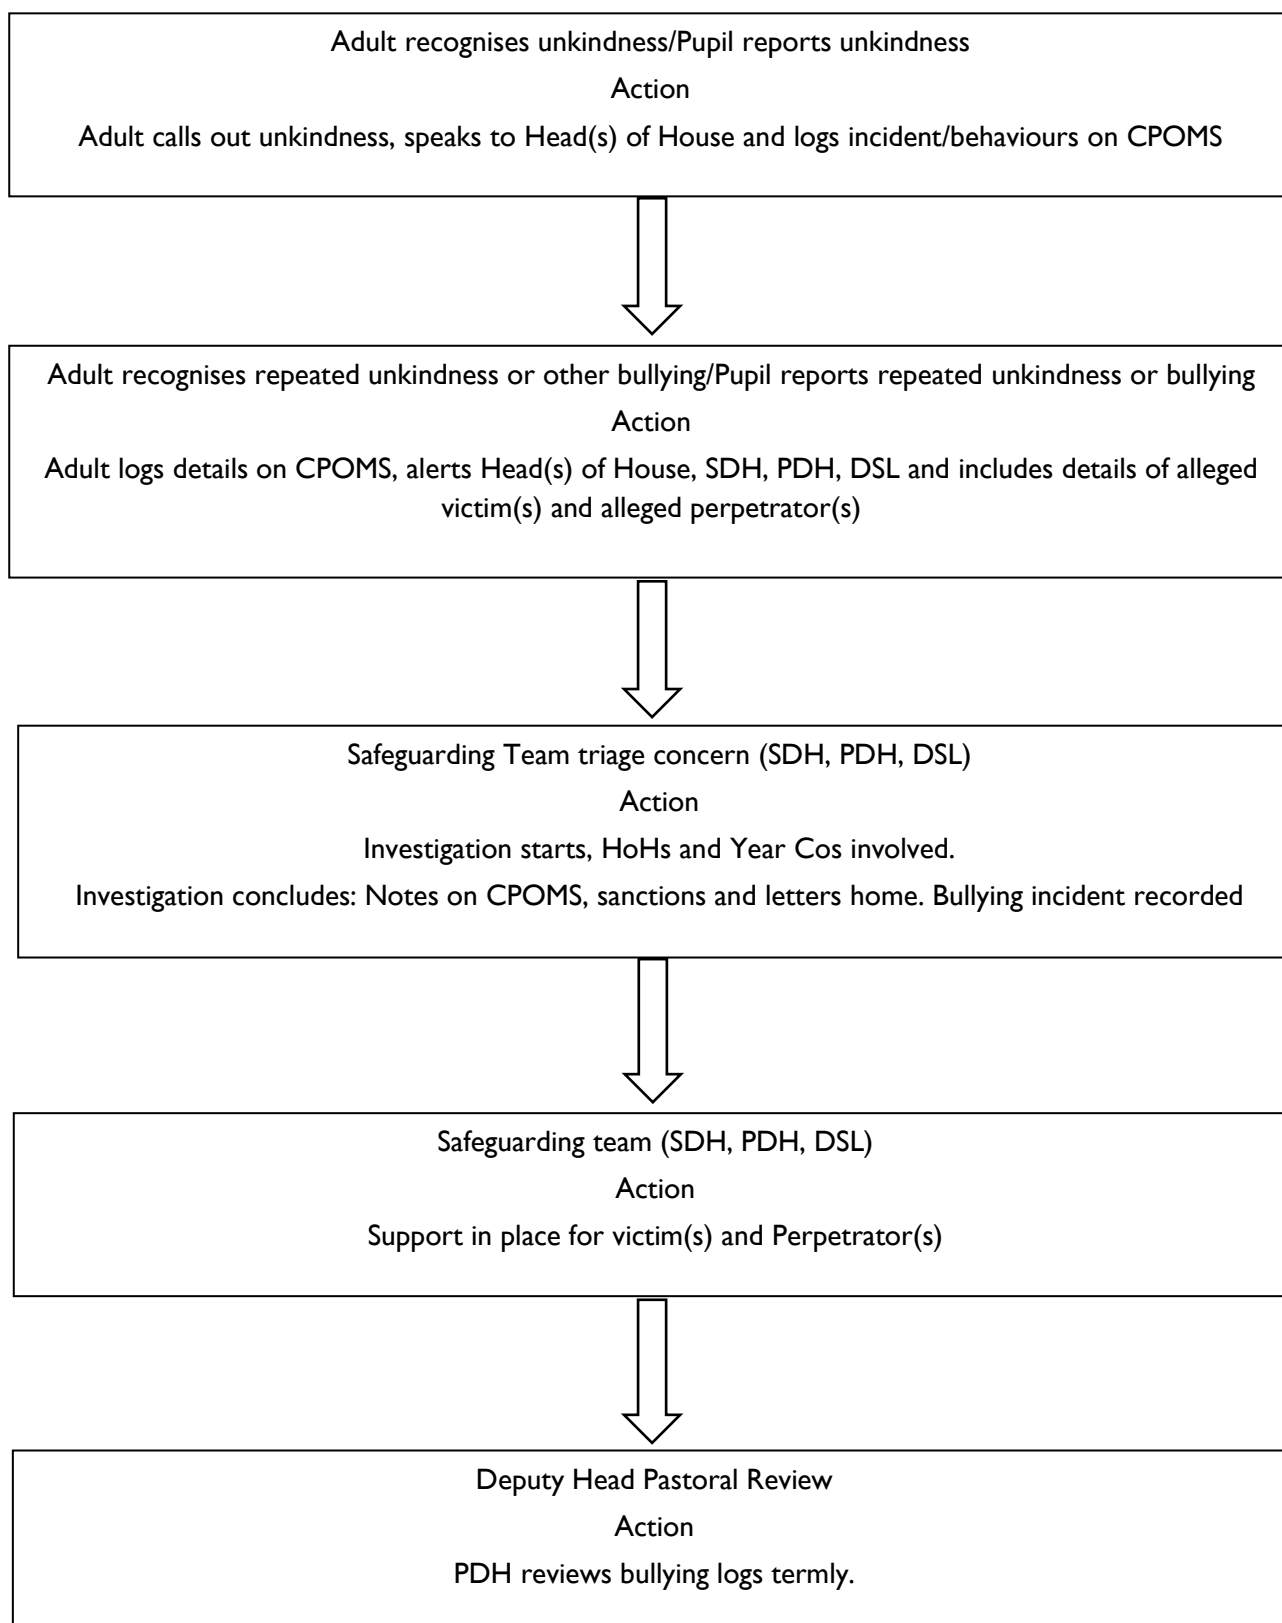 Adult recognises unkindness/Pupil reports unkindness
Action
Adult calls out unkindness, speaks to Head(s) of House and logs incident/behaviours on CPOMS
Adult recognises repeated unkindness or other bullying/Pupil reports repeated unkindness or bullying
Action
Adult logs details on CPOMS, alerts Head(s) of House, SDH, PDH, DSL and includes details of alleged
victim(s) and alleged perpetrator(s)
Safeguarding Team triage concern (SDH, PDH, DSL)
Action
Investigation starts, HoHs and Year Cos involved.
Investigation concludes: Notes on CPOMS, sanctions and letters home. Bullying incident recorded
Safeguarding team (SDH, PDH, DSL)
Action
Support in place for victim(s) and Perpetrator(s)
Deputy Head Pastoral Review
Action
PDH reviews bullying logs termly.